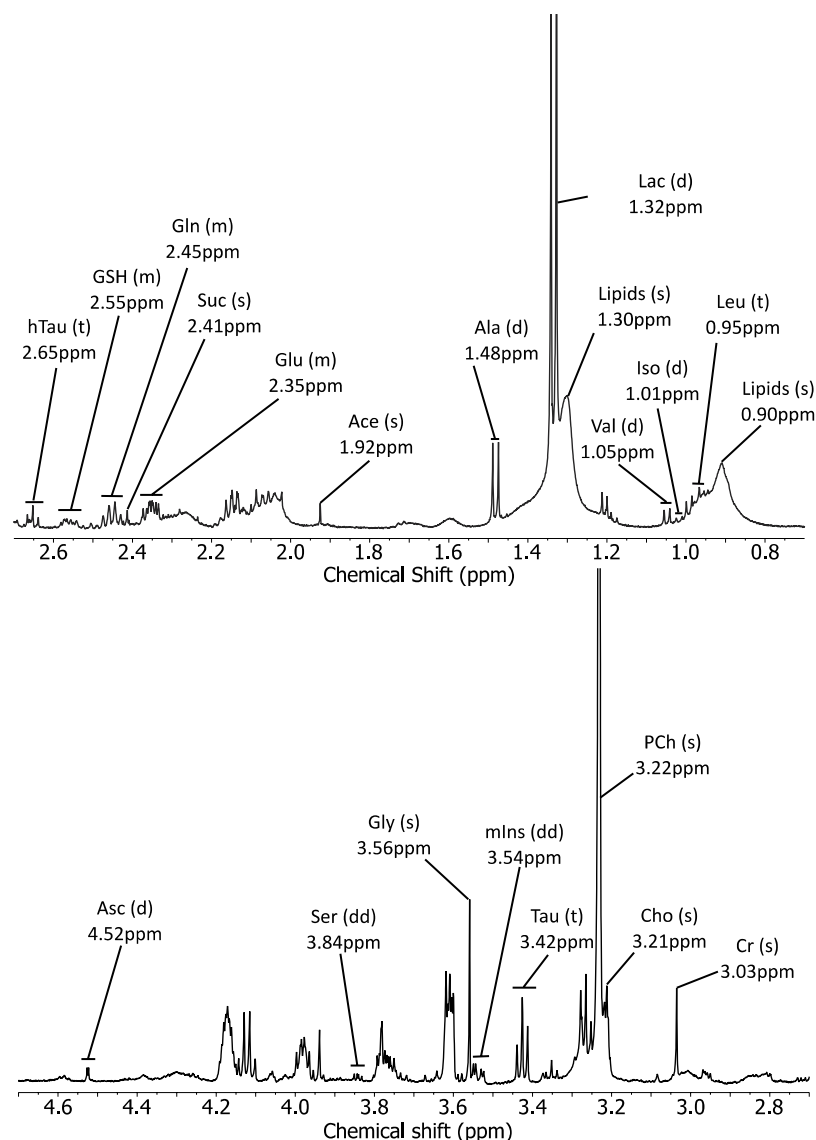 Lac (d)
1.32ppm
Gln (m)
2.45ppm
GSH (m)
2.55ppm
Suc (s)
2.41ppm
Lipids (s)
1.30ppm
Leu (t)
0.95ppm
hTau (t)
2.65ppm
Ala (d)
1.48ppm
Glu (m)
2.35ppm
Iso (d)
1.01ppm
Lipids (s)
0.90ppm
Ace (s)
1.92ppm
Val (d)
1.05ppm
2.6 2.4 2.2 2.0 1.8 1.6 1.4 1.2 1.0 0.8
Chemical Shift (ppm)
PCh (s)
3.22ppm
Gly (s)
3.56ppm
mIns (dd)
3.54ppm
Asc (d)
4.52ppm
Ser (dd)
3.84ppm
Tau (t)
3.42ppm
Cho (s)
3.21ppm
Cr (s)
3.03ppm
4.6 4.4 4.2 4.0 3.8 3.6 3.4 3.2 3.0 2.8
Chemical shift (ppm)